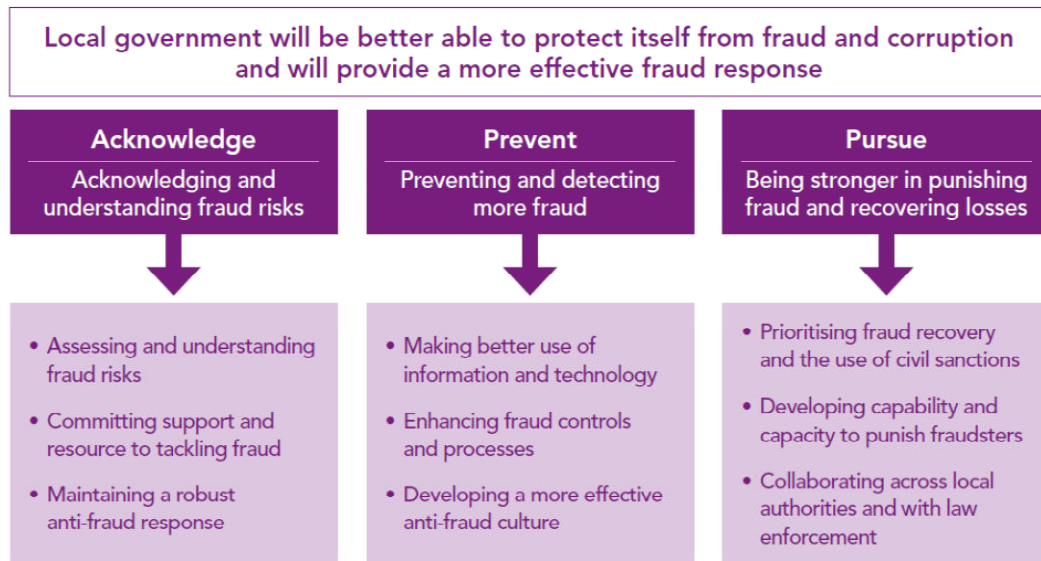 Local government will be better able to protect itself from fraud and corruption
and will provide a more effective fraud response
Acknowledge
Acknowledging and
understanding fraud risks
• Assessing and understanding
fraud risks
• Committing support and
resource to tackling fraud
• Maintaining a robust
anti-fraud response
Prevent
Preventing and detecting
more fraud
• Making better use of
information and technology
• Enhancing fraud controls
and processes
• Developing a more effective
anti-fraud culture
Pursue
Being stronger in punishing
fraud and recovering losses
• Prioritising fraud recovery
and the use of civil sanctions
• Developing capability and
capacity to punish fraudsters
• Collaborating across local
authorities and with law
enforcement